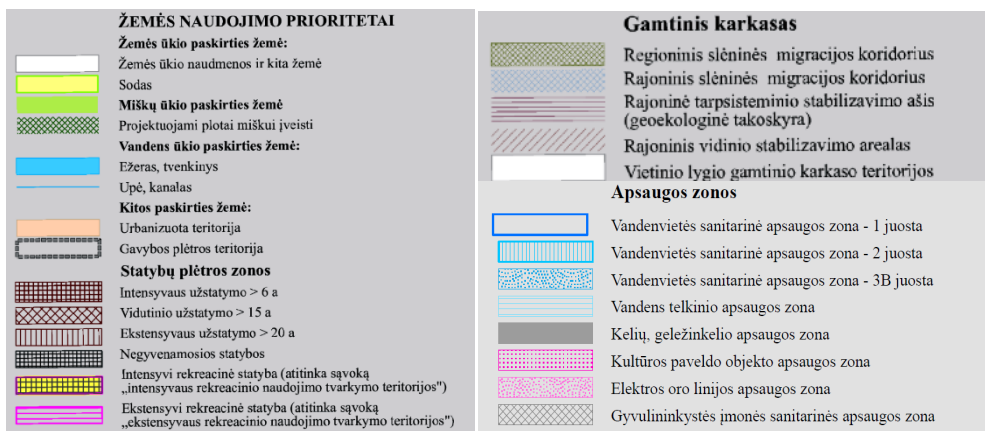 ŽEMĖS NAUDOJIMO PRIORITETAI
Žemės ūkio paskirties žemė:
Žemės ūkio naudmenos ir kita žemė
Sodas
Miškų ūkio paskirties žemė
Projektuojami plotai miškui įveisti
Vandens ūkio paskirties žemė:
Ežeras, tvenkinys
Upė, kanalas
Kitos paskirties žemė:
Urbanizuota teritorija
Gavybos plėtros teritorija
Statybų plėtros zonos
Intensyvaus užstatymo > 6 a
Vidutinio užstatymo > 15 a
Ekstensyvaus užstatymo > 20 a
Negyvenamosios statybos
Intensyvi rekreacinė statyba (atitinka sąvoką
„intensyvaus rekreacinio naudojimo tvarkymo teritorijos")
Ekstensyvi rekreacinė statyba (atitinka sąvoką
„ekstensyvaus rekreacinio naudojimo tvarkymo teritorijos")
Gamtinis karkasas
Regioninis slėninės migracijos koridorius
Rajoninis slėninės migracijos koridorius
Rajoninė tarpsisteminio stabilizavimo ašis
(geoekologinė takoskyra)
Rajoninis vidinio stabilizavimo arealas
Vietinio lygio gamtinio karkaso teritorijos
Apsaugos zonos
Vandenvietės sanitarinė apsaugos zona - 1 juosta
Vandenvietės sanitarinė apsaugos zona - 2 juosta
Vandenvietės sanitarinė apsaugos zona - 3B juosta
Vandens telkinio apsaugos zona
Kelių, geležinkelio apsaugos zona
Kultūros paveldo objekto apsaugos zona
Elektros oro linijos apsaugos zona
Gyvulininkystės įmonės sanitarinės apsaugos zona